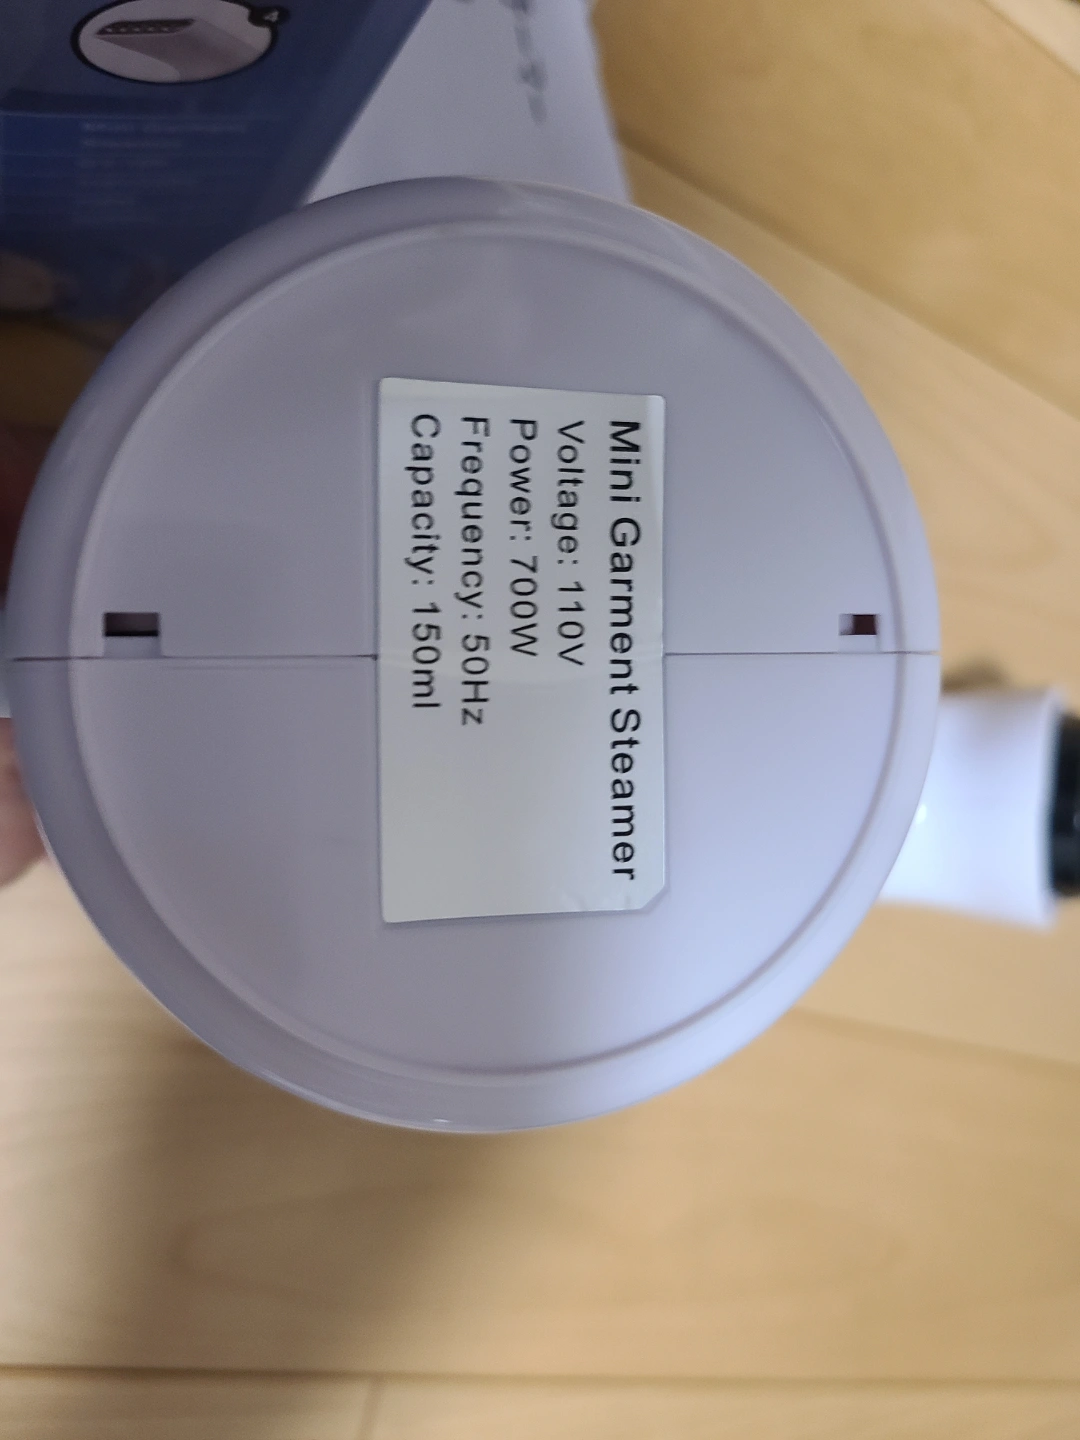 Mini Garment Steamer
Voltage: 110V
Power: 700W
Frequency: 50Hz
Capacity: 150ml